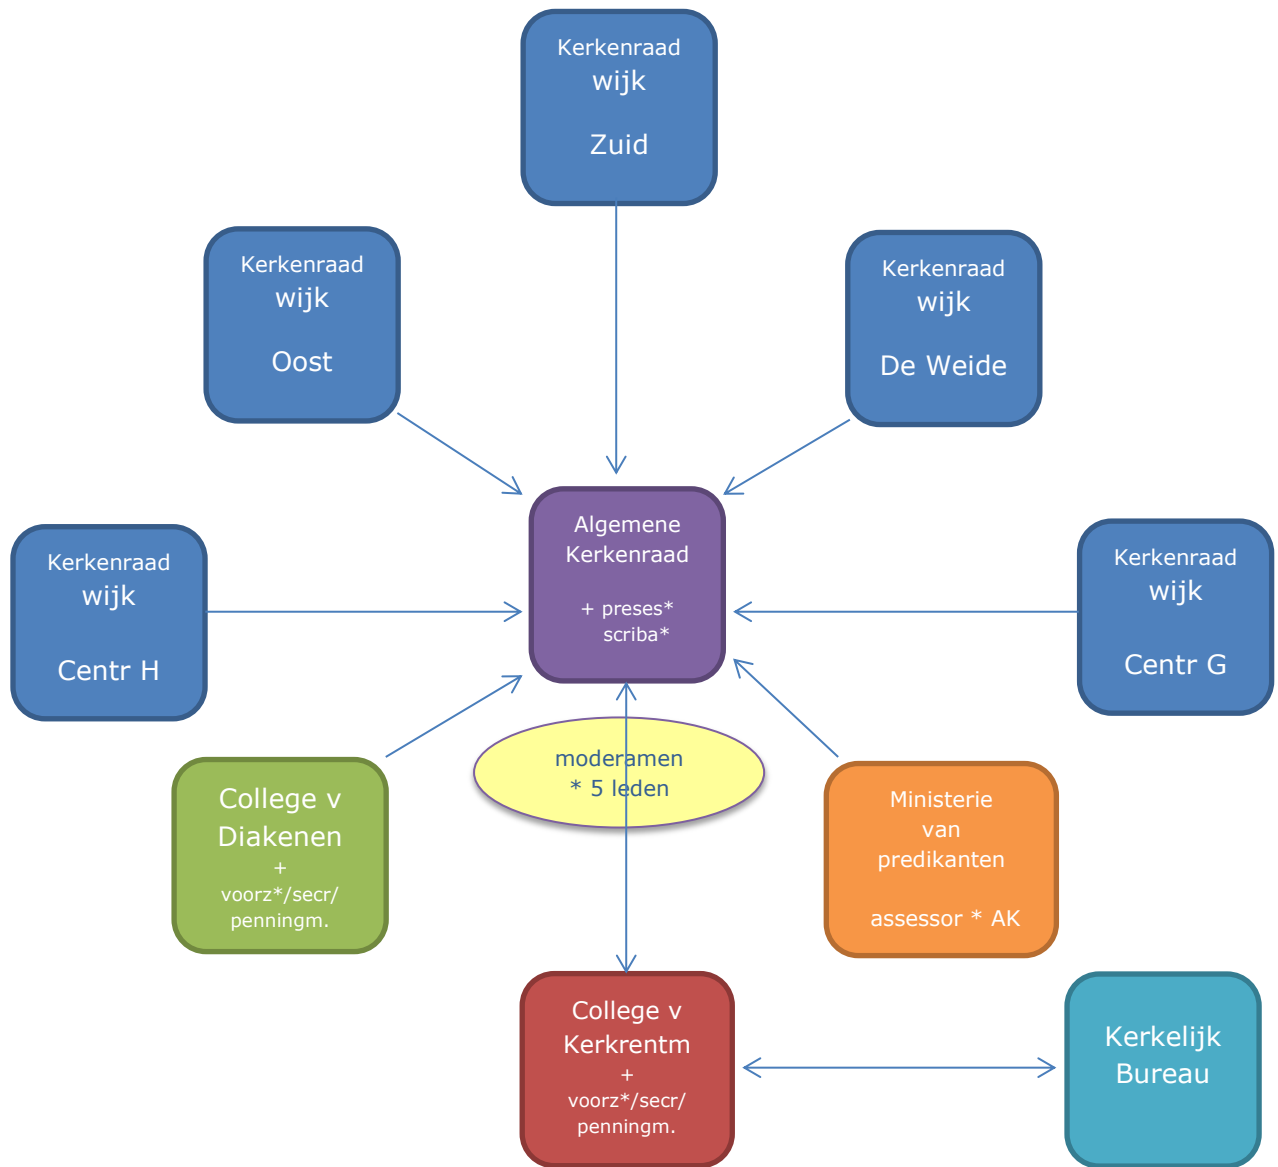 Kerkenraad
wijk
Zuid
Kerkenraad
wijk
Oost
Kerkenraad
wijk
De Weide
Kerkenraad
wijk
Centr H
Algemene
Kerkenraad
+ preses*
scriba*
Kerkenraad
wijk
Centr G
moderamen
* 5 leden
College v
Diakenen
+
voorz*/secr/
penningm.
Ministerie
van
predikanten
assessor * AK
College v
Kerkrentm
+
voorz*/secr/
penningm.
Kerkelijk
Bureau